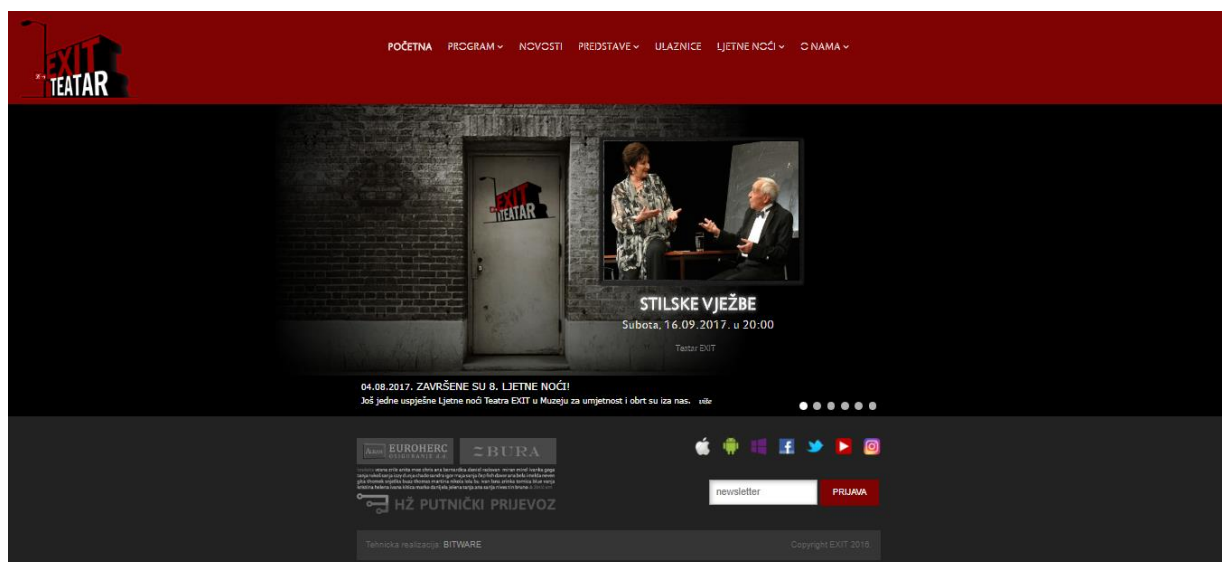 EXIT
TEATAR
POČETNA PROGRAM NOVOSTI PREDSTAVE ULAZNICE LJETNE NOĆI O NAMA
EXIT
TEATAR
STILSKE VJEŽBE
Subota, 16.09.2017. u 20:00
Teatar EXIT
04.08.2017. ZAVRŠENE SU 8. LJETNE NOĆI!
Još jedne uspješne Ljetne noći Teatra EXIT u Muzeju za umjetnost i obrt su iza nas. više
EUROHERC
OSIGURANJE d.d.
BURA
HŽ PUTNIČKI PRIJEVOZ
newsletter PRIJAVA
Tehnicka realizacija: BITWARE
Copyright EXIT 2016.